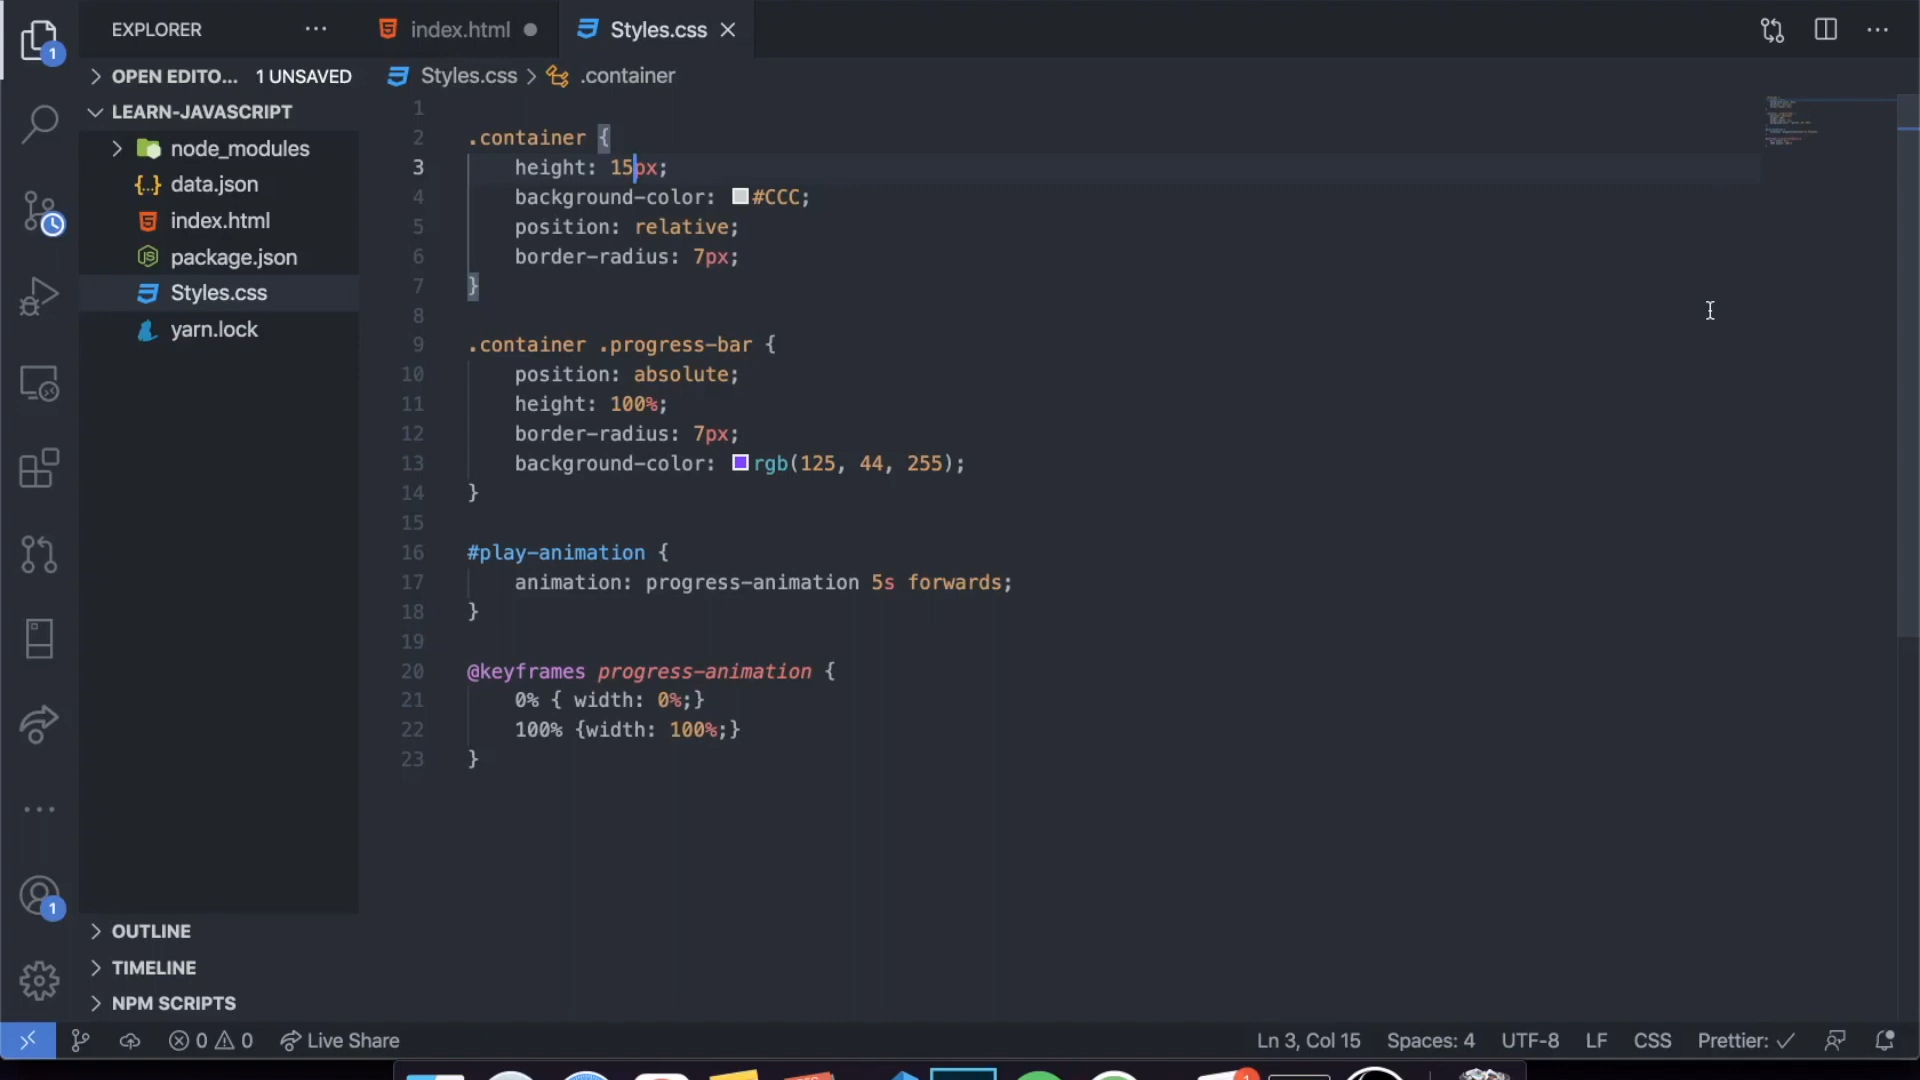 EXPLORER
index.html
Styles.css
1
OPEN EDITO... 1 UNSAVED
Styles.css > .container
LEARN-JAVASCRIPT
node_modules
data.json
index.html
package.json
Styles.css
yarn.lock
1
2 .container {
3 height: 15px;
4 background-color: #CCC;
5 position: relative;
6 border-radius: 7px;
7 }
8
9 .container .progress-bar {
10 position: absolute;
11 height: 100%;
12 border-radius: 7px;
13 background-color: rgb(125, 44, 255);
14 }
15
16 #play-animation {
17 animation: progress-animation 5s forwards;
18 }
19
20 @keyframes progress-animation {
21 0% { width: 0%;}
22 100% {width: 100%;}
23 }
1
OUTLINE
TIMELINE
NPM SCRIPTS
0 0 Live Share
Ln 3, Col 15 Spaces: 4 UTF-8 LF CSS Prettier: ✓
1